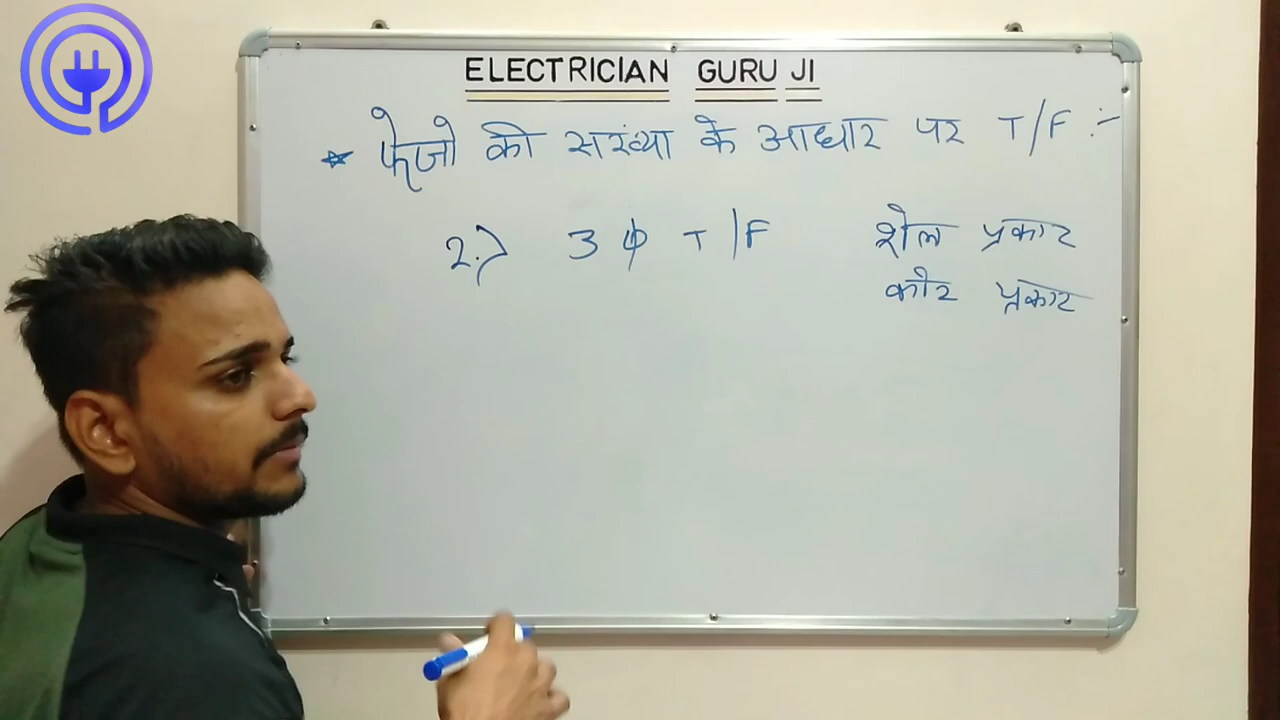 ELECTRICIAN GURU JI
* फेजो की संख्या के आधार पर T/F :-
2.) 3 ϕ T/F शैल प्रकार
कोर प्रकार